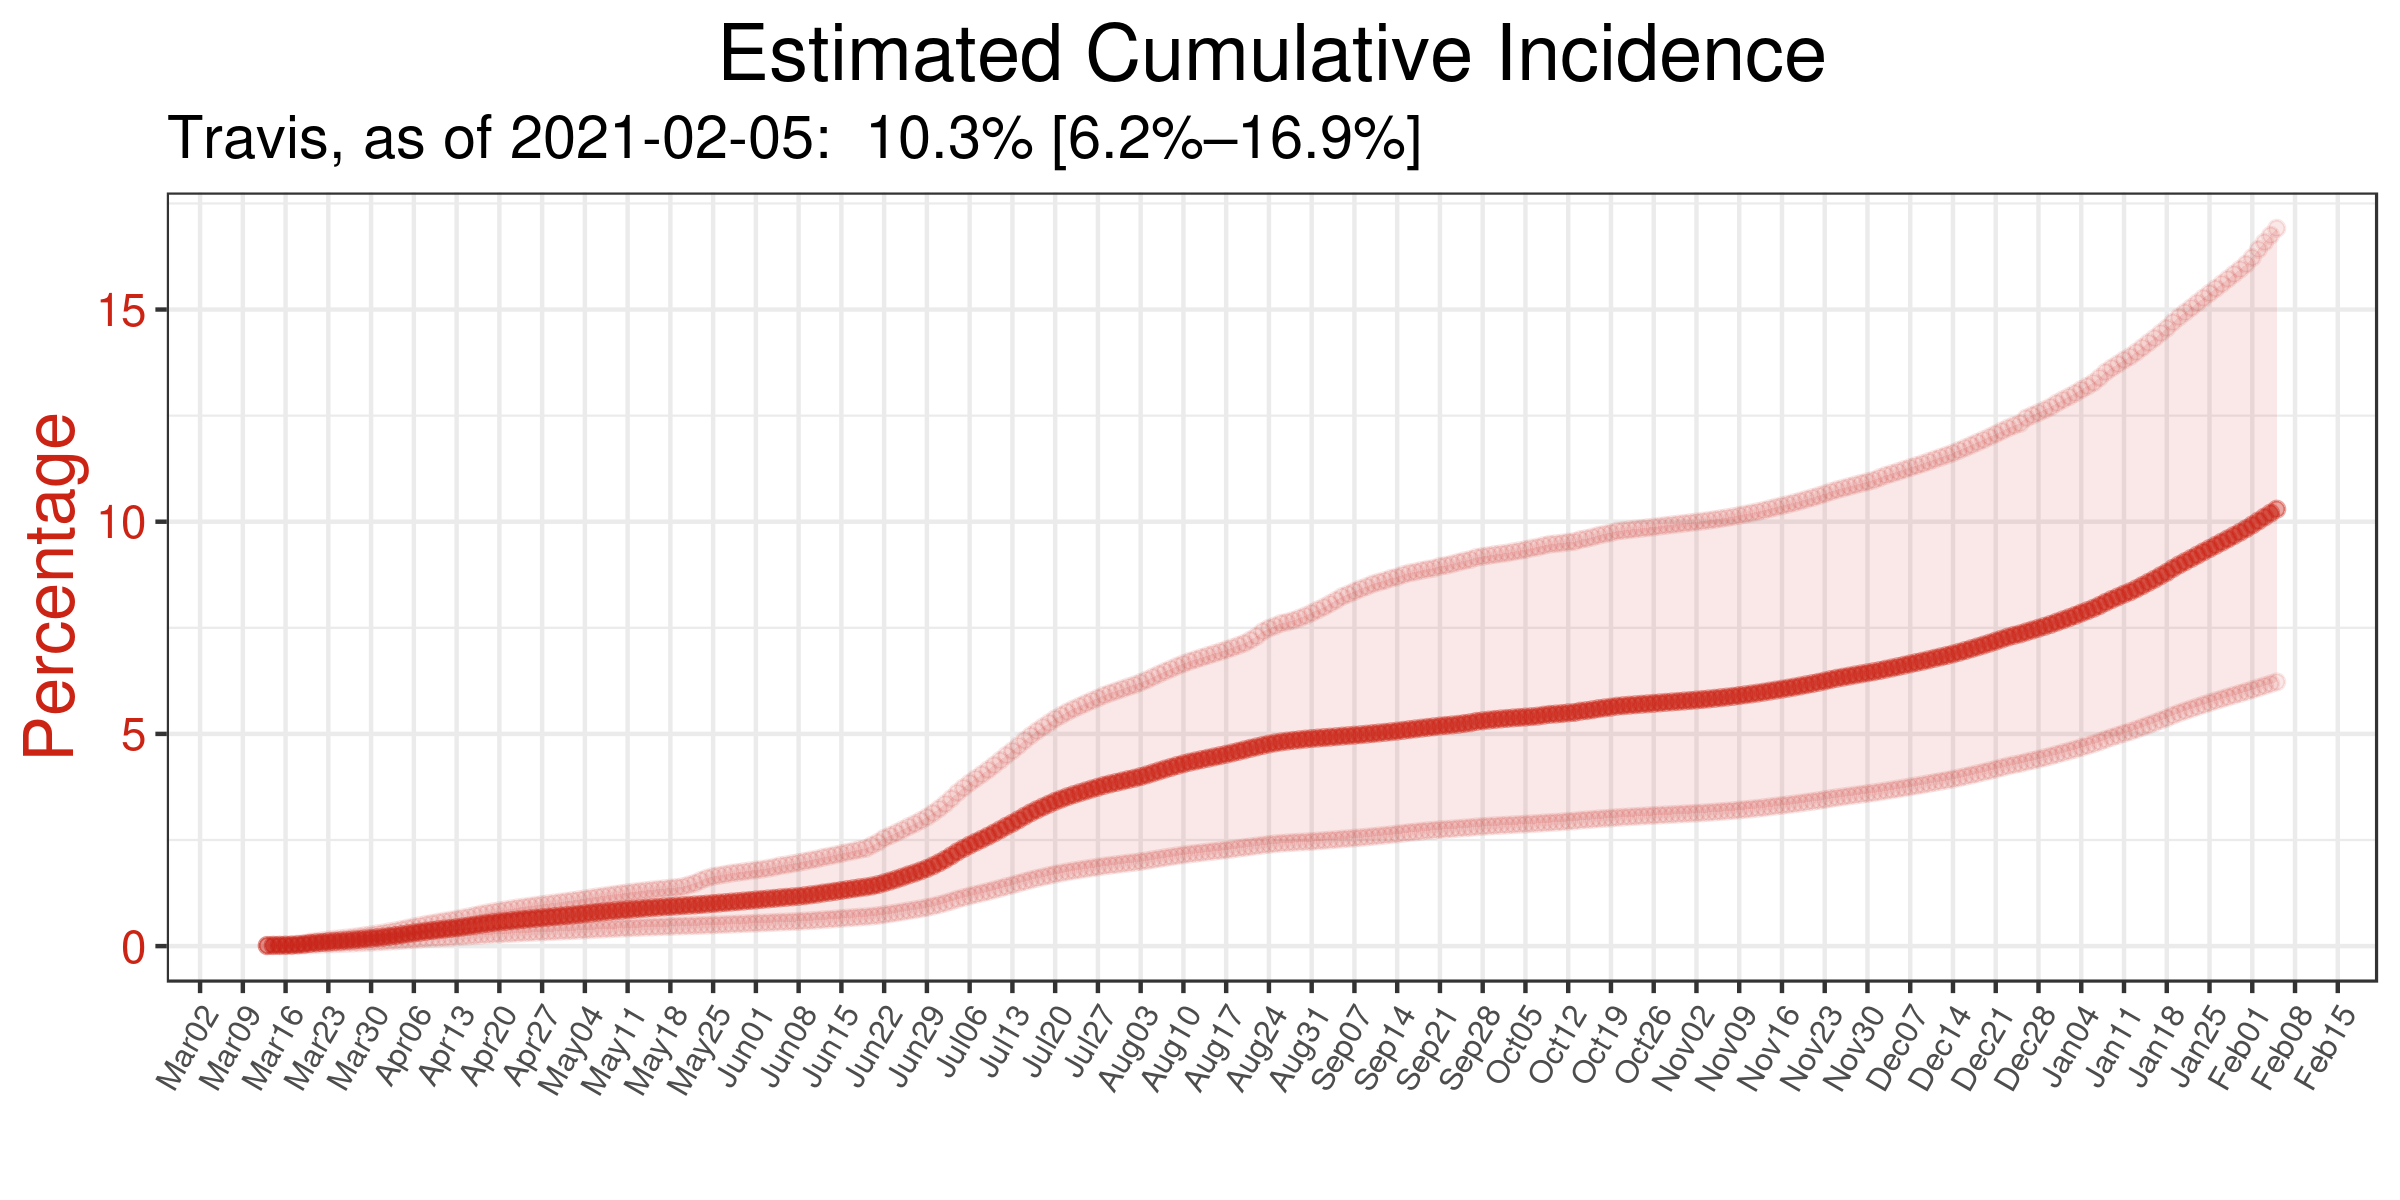 Estimated Cumulative Incidence
Travis, as of 2021-02-05:  10.3% [6.2%–16.9%]
Percentage
15
10
5
0
Mar02
Mar09
Mar16
Mar23
Mar30
Apr06
Apr13
Apr20
Apr27
May04
May11
May18
May25
Jun01
Jun08
Jun15
Jun22
Jun29
Jul06
Jul13
Jul20
Jul27
Aug03
Aug10
Aug17
Aug24
Aug31
Sep07
Sep14
Sep21
Sep28
Oct05
Oct12
Oct19
Oct26
Nov02
Nov09
Nov16
Nov23
Nov30
Dec07
Dec14
Dec21
Dec28
Jan04
Jan11
Jan18
Jan25
Feb01
Feb08
Feb15